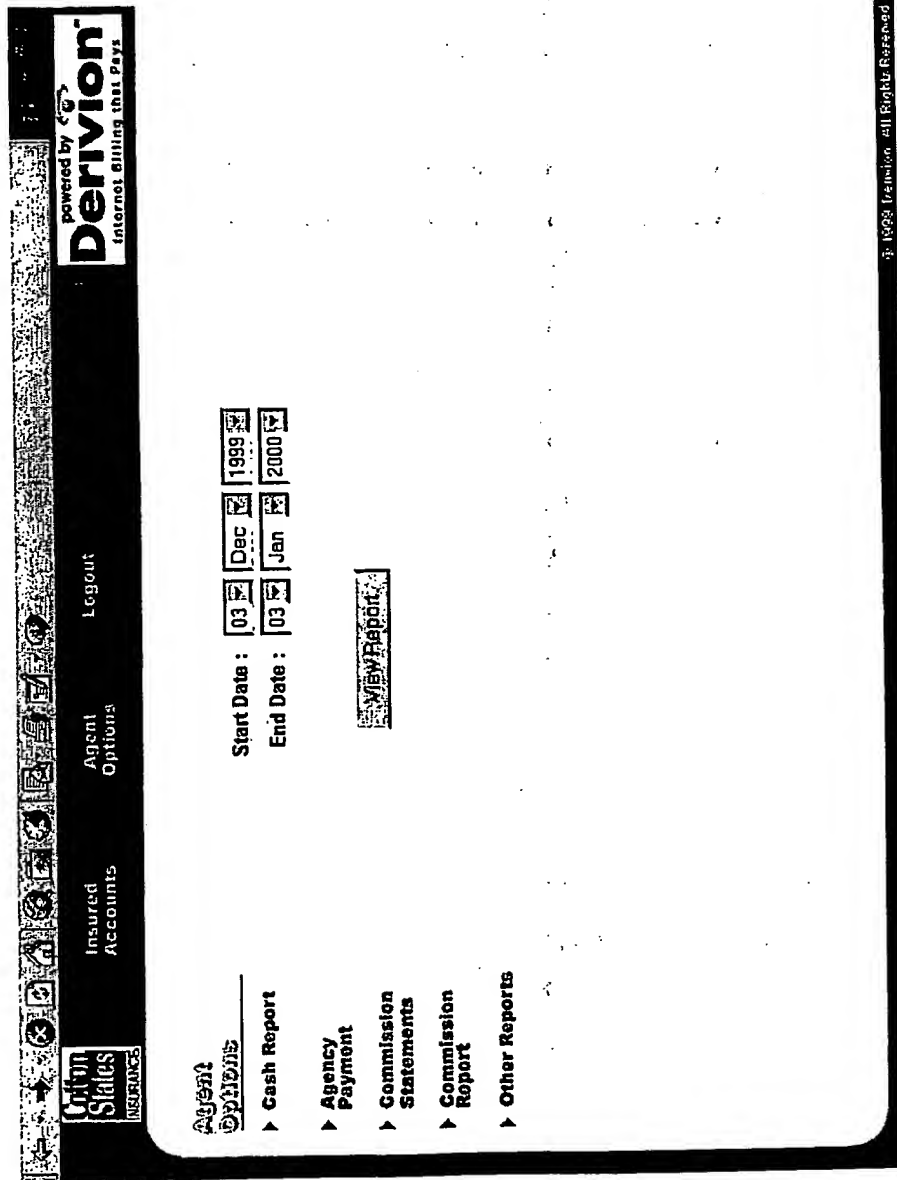 Cotton
States
INSURANCE
Insured
Accounts
Agent
Options
Logout
powered by
Derivion
Internet Billing that Pays
Agent
Options
Cash Report
Agency
Payment
Commission
Statements
Commission
Report
Other Reports
Start Date : 03 Dec 1999
End Date : 03 Jan 2000
View Report
© 1999 Derivion All Rights Reserved